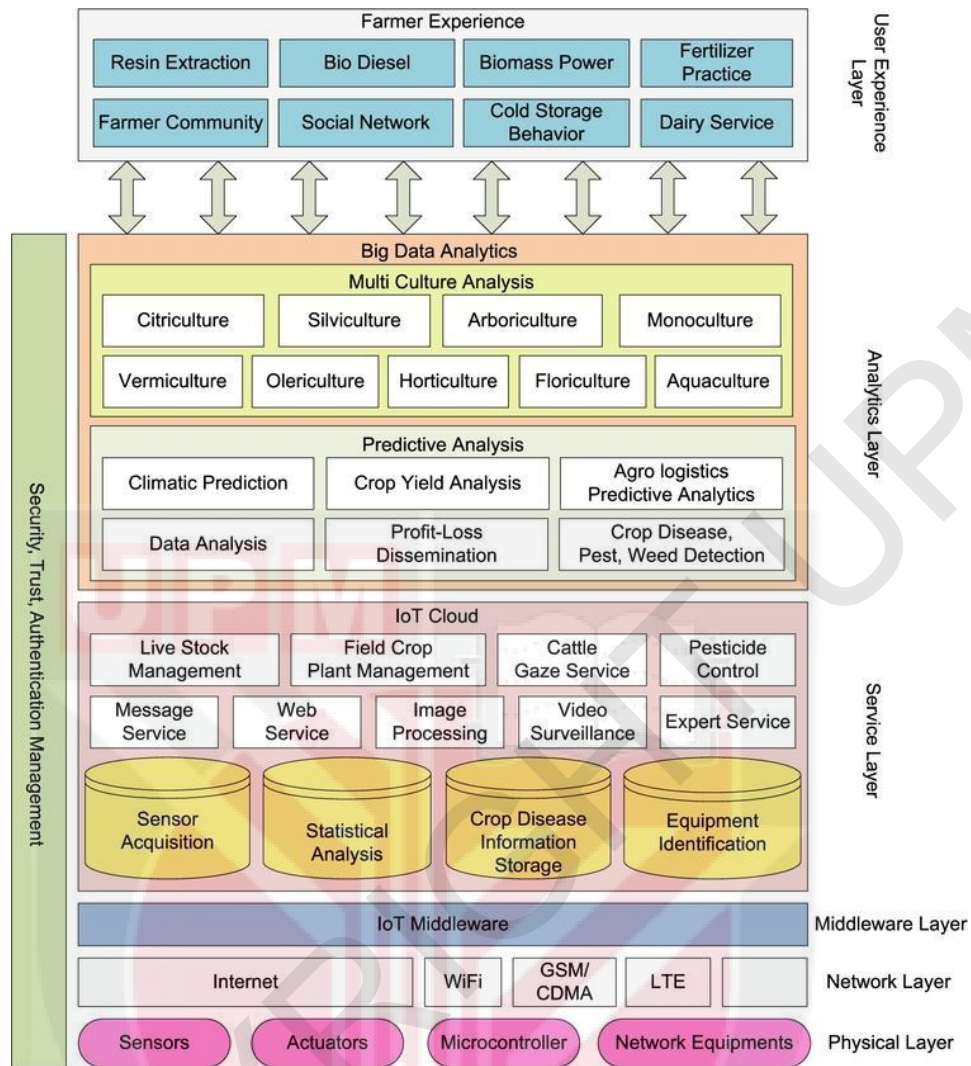 Farmer Experience
Resin Extraction
Bio Diesel
Biomass Power
Fertilizer
Practice
Farmer Community
Social Network
Cold Storage
Behavior
Dairy Service
User Experience
Layer
Security, Trust, Authentication Management
Big Data Analytics
Multi Culture Analysis
Citriculture
Silviculture
Arboriculture
Monoculture
Vermiculture
Olericulture
Horticulture
Floriculture
Aquaculture
Predictive Analysis
Climatic Prediction
Crop Yield Analysis
Agro logistics
Predictive Analytics
Data Analysis
Profit-Loss
Dissemination
Crop Disease,
Pest, Weed Detection
Analytics Layer
IoT Cloud
Live Stock
Management
Field Crop
Plant Management
Cattle
Gaze Service
Pesticide
Control
Message
Service
Web
Service
Image
Processing
Video
Surveillance
Expert Service
Sensor
Acquisition
Statistical
Analysis
Crop Disease
Information
Storage
Equipment
Identification
Service Layer
IoT Middleware
Middleware Layer
Internet
WiFi
GSM/
CDMA
LTE
Network Layer
Sensors
Actuators
Microcontroller
Network Equipments
Physical Layer
UPM
YRIGHT UPM